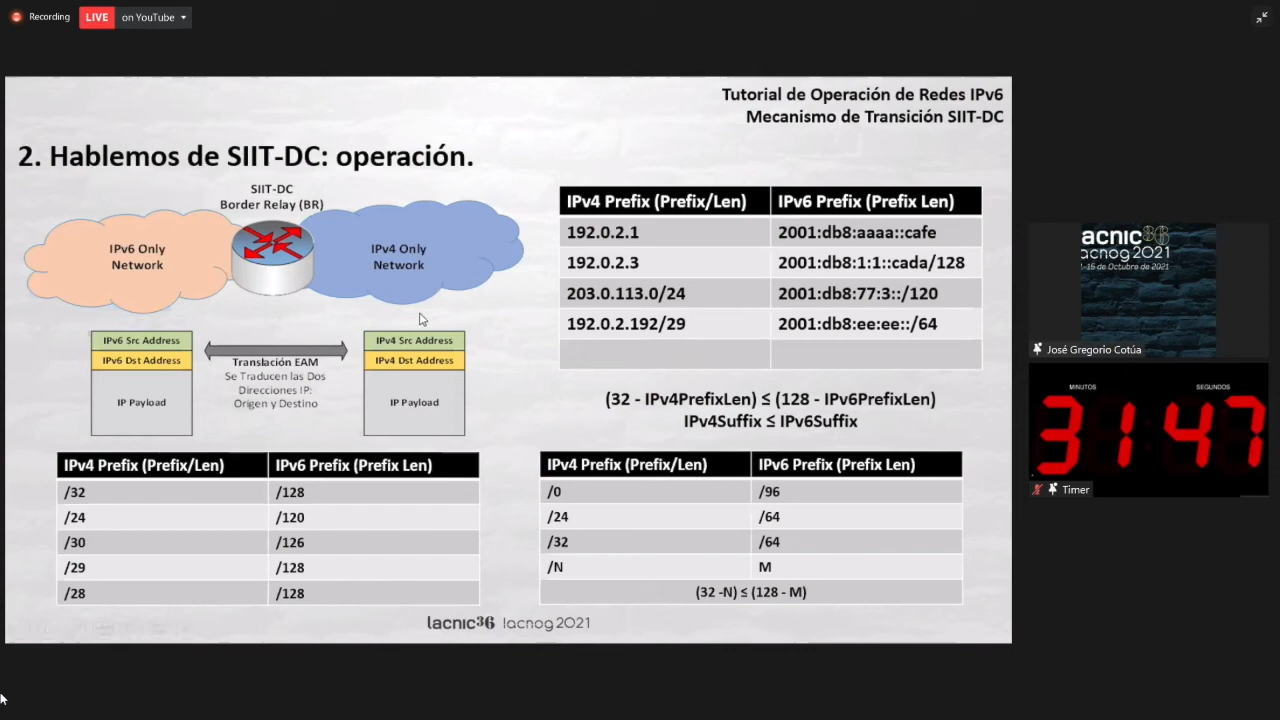 Recording
LIVE on YouTube
Tutorial de Operación de Redes IPv6
Mecanismo de Transición SIIT-DC
2. Hablemos de SIIT-DC: operación.
SIIT-DC
Border Relay (BR)
IPv6 Only
Network
IPv4 Only
Network
IPv6 Src Address
IPv6 Dst Address
IP Payload
Translación EAM
Se Traducen las Dos
Direcciones IP:
Origen y Destino
IPv4 Src Address
IPv4 Dst Address
IP Payload
IPv4 Prefix (Prefix/Len) IPv6 Prefix (Prefix Len)
192.0.2.1 2001:db8:aaaa::cafe
192.0.2.3 2001:db8:1:1::cada/128
203.0.113.0/24 2001:db8:77:3::/120
192.0.2.192/29 2001:db8:ee:ee::/64
(32 - IPv4PrefixLen) ≤ (128 - IPv6PrefixLen)
IPv4Suffix ≤ IPv6Suffix
IPv4 Prefix (Prefix/Len) IPv6 Prefix (Prefix Len)
/32 /128
/24 /120
/30 /126
/29 /128
/28 /128
IPv4 Prefix (Prefix/Len) IPv6 Prefix (Prefix Len)
/0 /96
/24 /64
/32 /64
/N M
(32 -N) ≤ (128 - M)
lacnic36 lacnog2021
acnic36
acnog2021
-15 de Octubre de 2021
José Gregorio Cotúa
MINUTOS SEGUNDOS
31 47
Timer